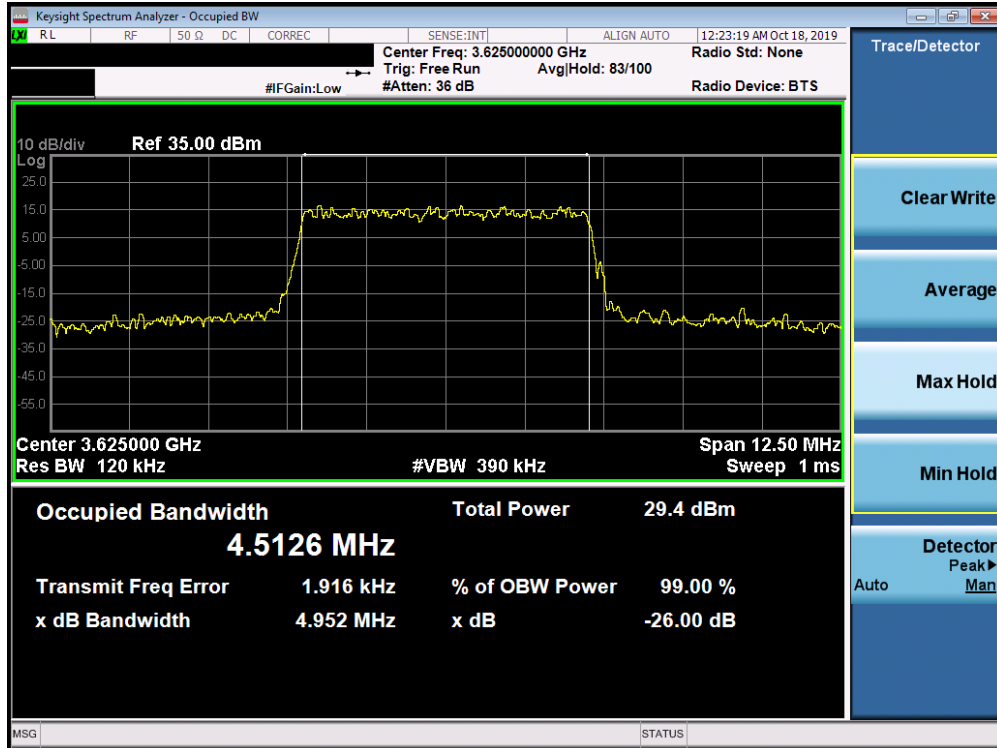 Keysight Spectrum Analyzer - Occupied BW
LXI RL RF 50 Ω DC CORREC SENSE:INT ALIGN AUTO 12:23:19 AM Oct 18, 2019
Center Freq: 3.625000000 GHz Radio Std: None
Trig: Free Run Avg|Hold: 83/100
#IFGain:Low #Atten: 36 dB Radio Device: BTS
Trace/Detector
10 dB/div Ref 35.00 dBm
Log
25.0
15.0
5.00
-5.00
-15.0
-25.0
-35.0
-45.0
-55.0
Center 3.625000 GHz Span 12.50 MHz
Res BW 120 kHz #VBW 390 kHz Sweep 1 ms
Occupied Bandwidth Total Power 29.4 dBm
4.5126 MHz
Transmit Freq Error 1.916 kHz % of OBW Power 99.00 %
x dB Bandwidth 4.952 MHz x dB -26.00 dB
Clear Write
Average
Max Hold
Min Hold
Detector
Peak▶
Auto Man
MSG STATUS